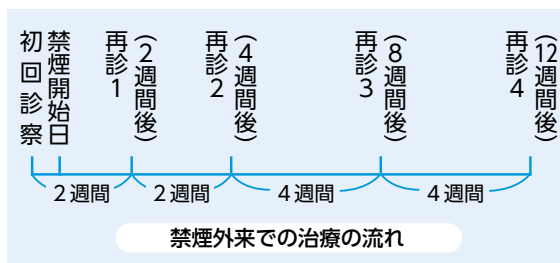 初回診察
禁煙開始日
再診1
(2週間後)
再診2
(4週間後)
再診3
(8週間後)
再診4
(12週間後)
2週間
2週間
4週間
4週間
禁煙外来での治療の流れ